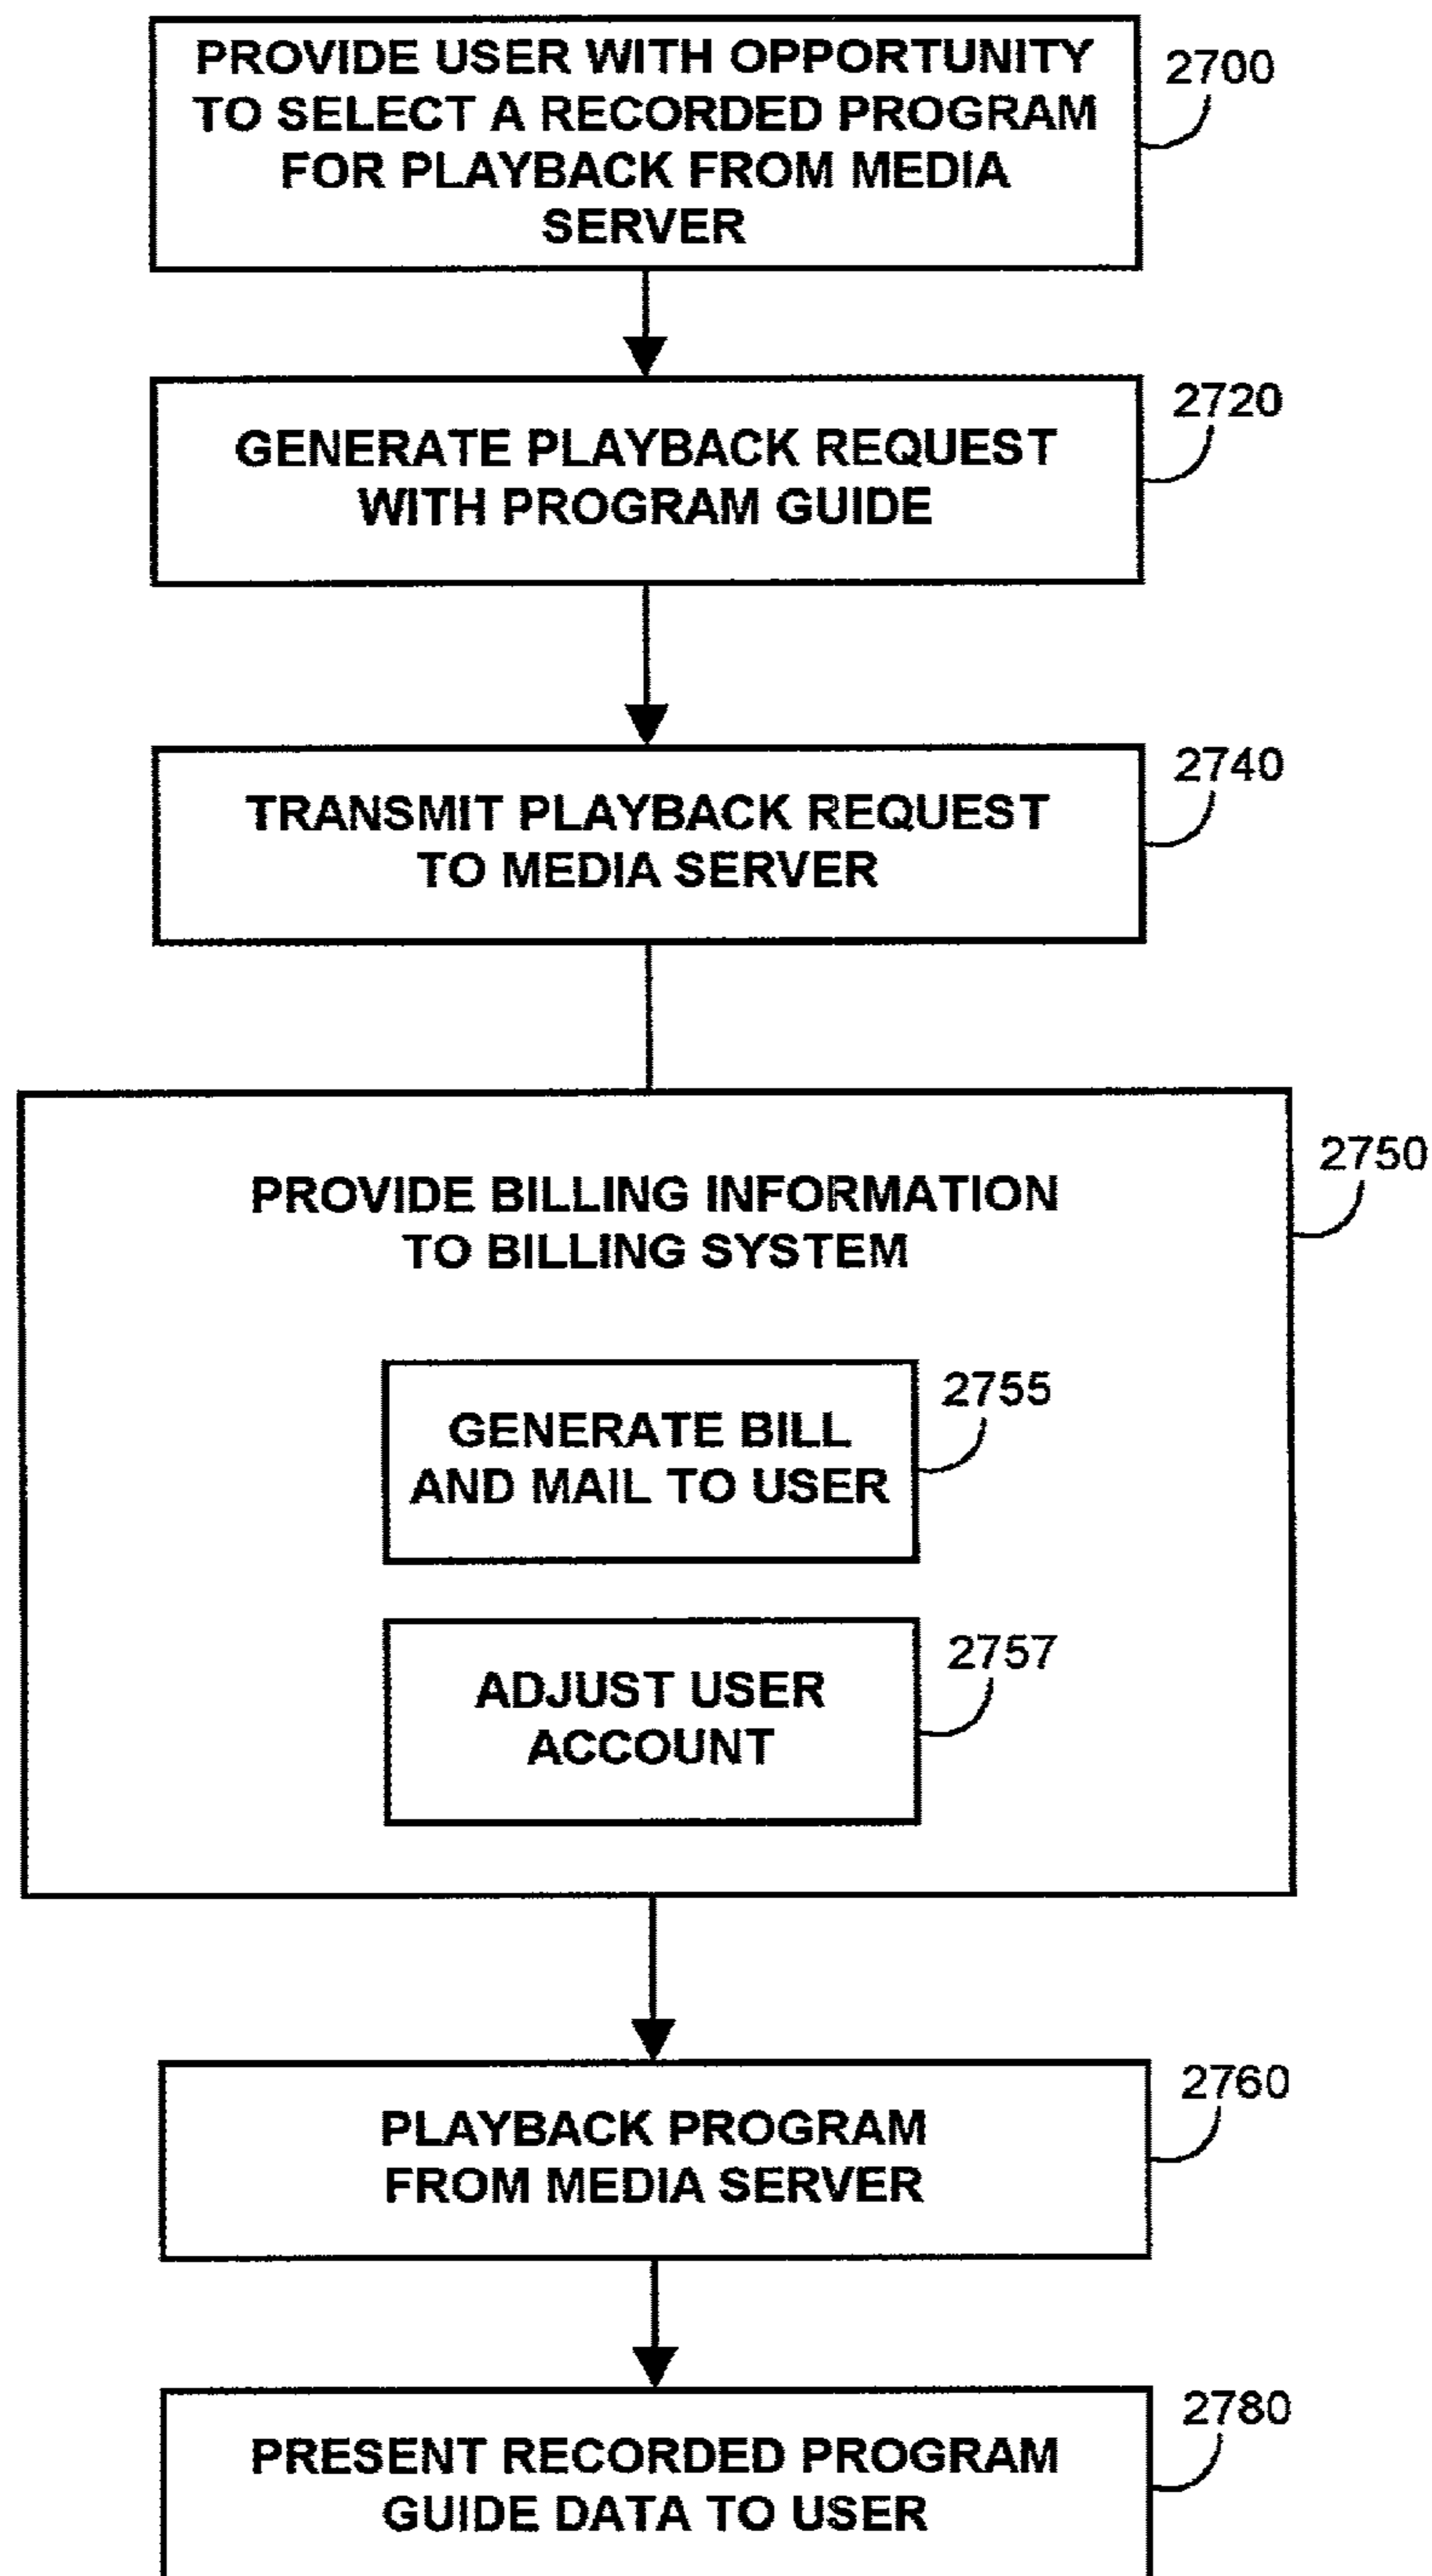 PROVIDE USER WITH OPPORTUNITY
TO SELECT A RECORDED PROGRAM
FOR PLAYBACK FROM MEDIA
SERVER
2700
GENERATE PLAYBACK REQUEST
WITH PROGRAM GUIDE
2720
TRANSMIT PLAYBACK REQUEST
TO MEDIA SERVER
2740
PROVIDE BILLING INFORMATION
TO BILLING SYSTEM
2750
GENERATE BILL
AND MAIL TO USER
2755
ADJUST USER
ACCOUNT
2757
PLAYBACK PROGRAM
FROM MEDIA SERVER
2760
PRESENT RECORDED PROGRAM
GUIDE DATA TO USER
2780